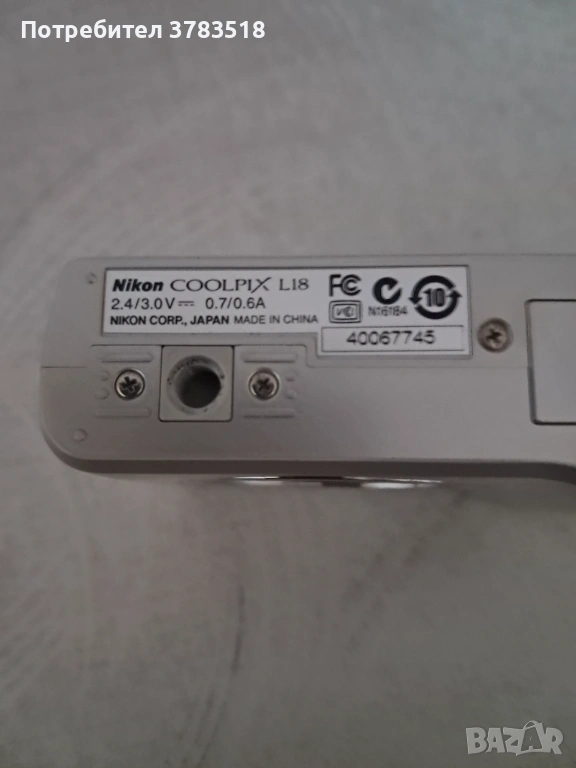 Потребител 3783518
Nikon COOLPIX L18
2.4/3.0V⎓ 0.7/0.6A
NIKON CORP., JAPAN MADE IN CHINA
FC
N16184
10
40067745
BAZAR